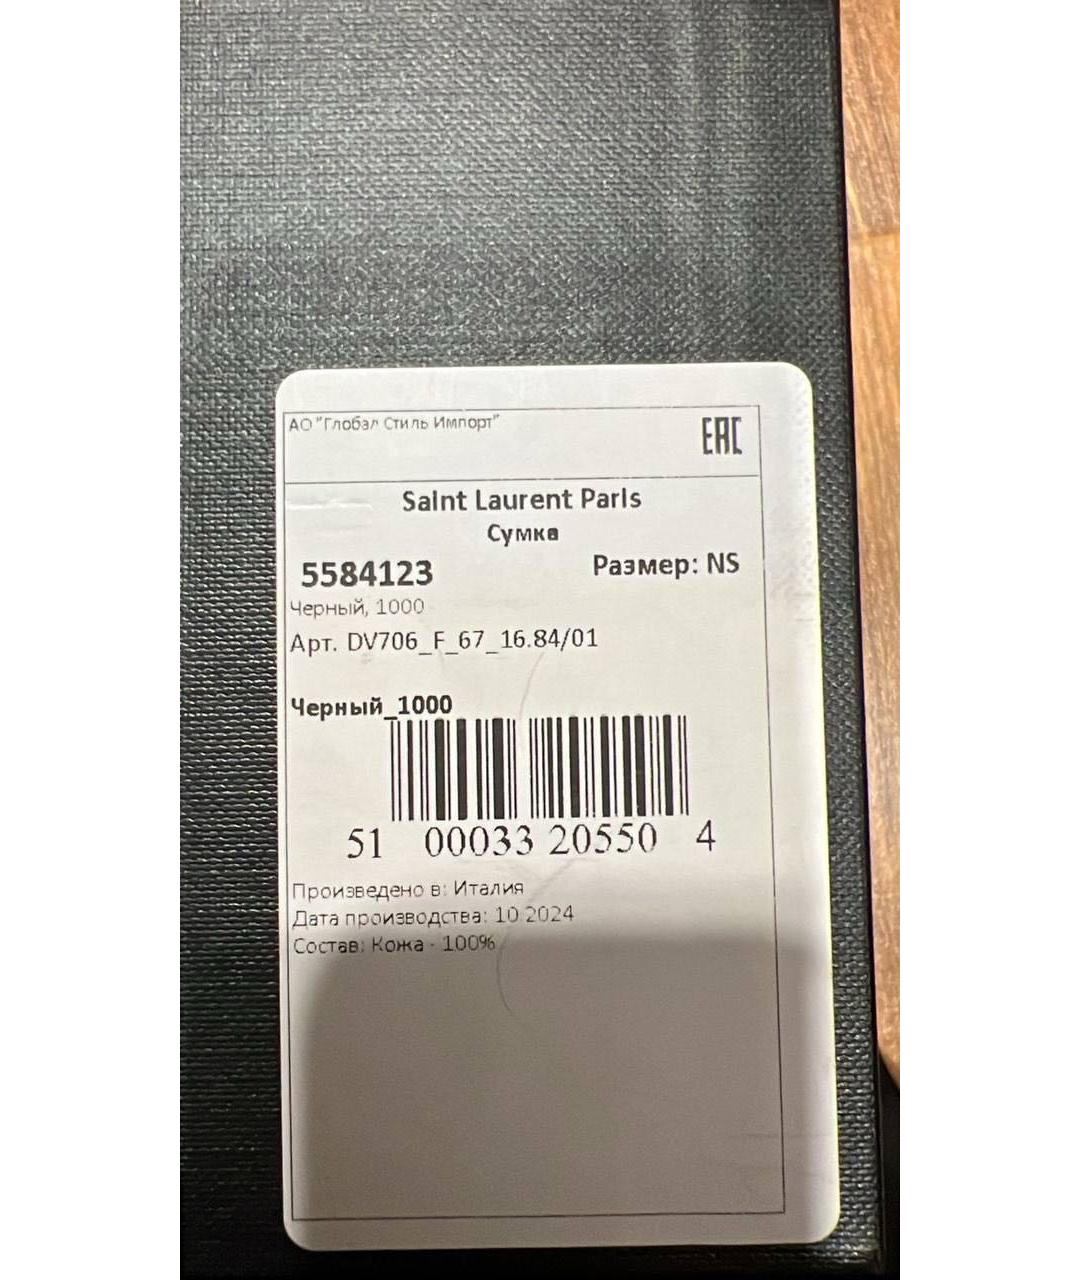 АО "Глобал Стиль Импорт"
EAC
Saint Laurent Paris
Сумка
5584123
Размер: NS
Черный, 1000
Арт. DV706_F_67_16.84/01
Черный_1000
51 00033 20550 4
Произведено в: Италия
Дата производства: 10 2024
Состав: Кожа - 100%